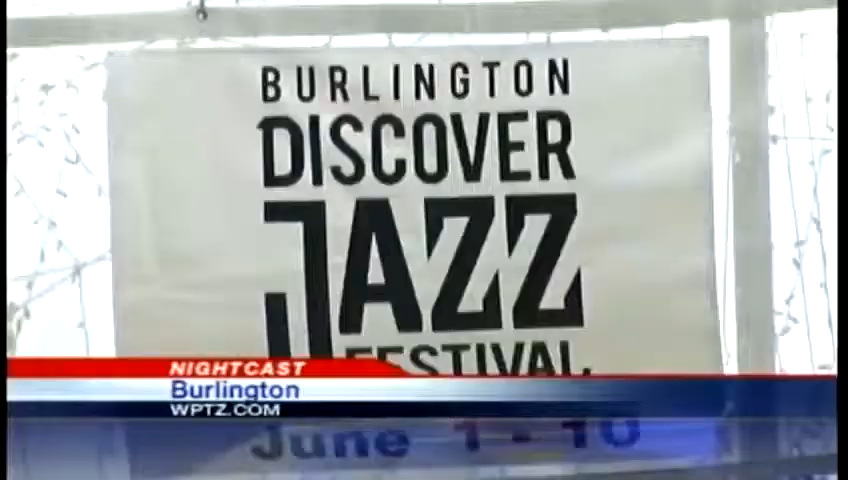 BURLINGTON
DISCOVER
JAZZ
FESTIVAL
NIGHTCAST
Burlington
WPTZ.COM
June 1-10